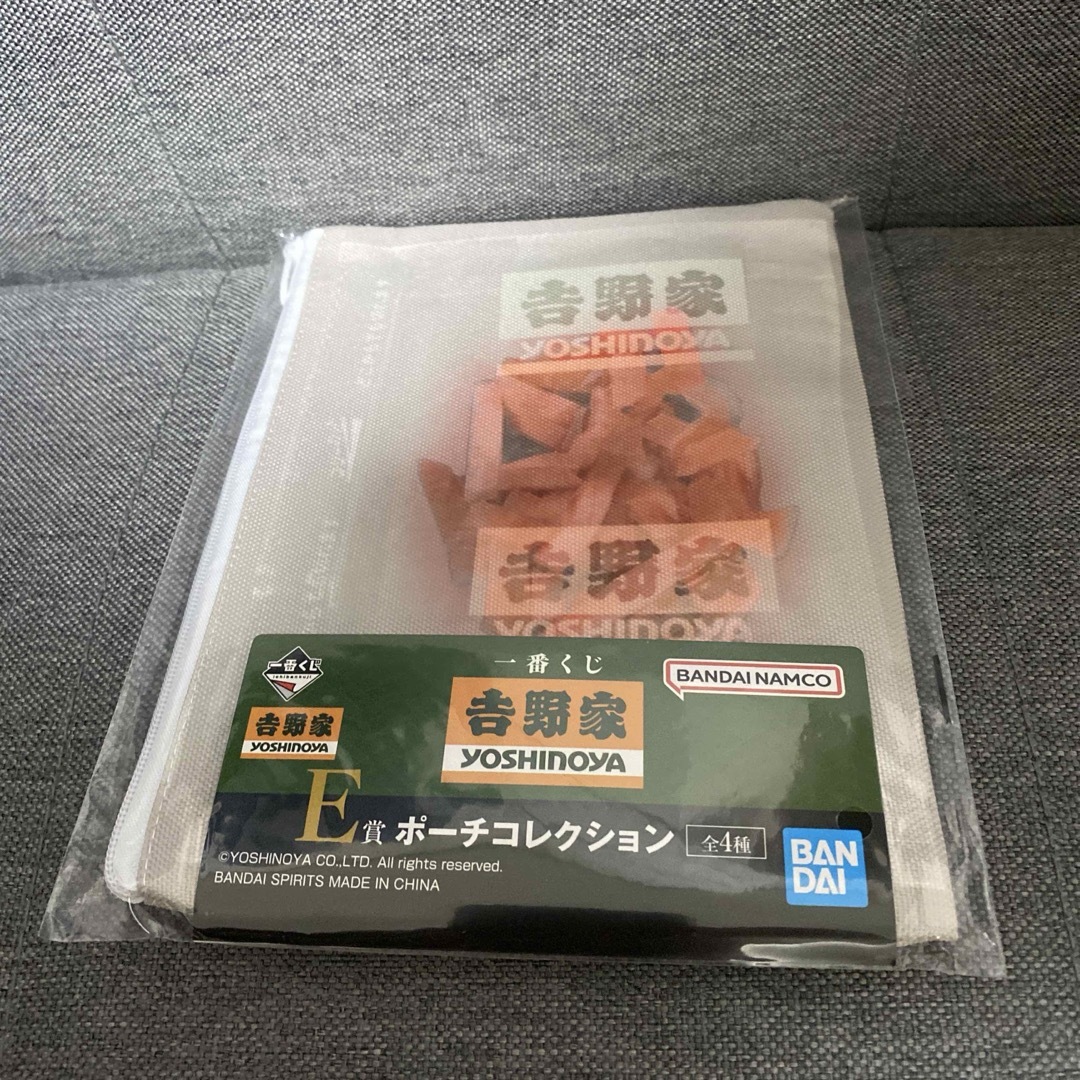 吉野家
YOSHINOYA
吉野家
YOSHINOYA
一番くじ
ichibankuji
一番くじ
BANDAI NAMCO
吉野家
YOSHINOYA
吉野家
YOSHINOYA
E賞 ポーチコレクション 全4種
BAN
DAI
©YOSHINOYA CO.,LTD. All rights reserved.
BANDAI SPIRITS MADE IN CHINA